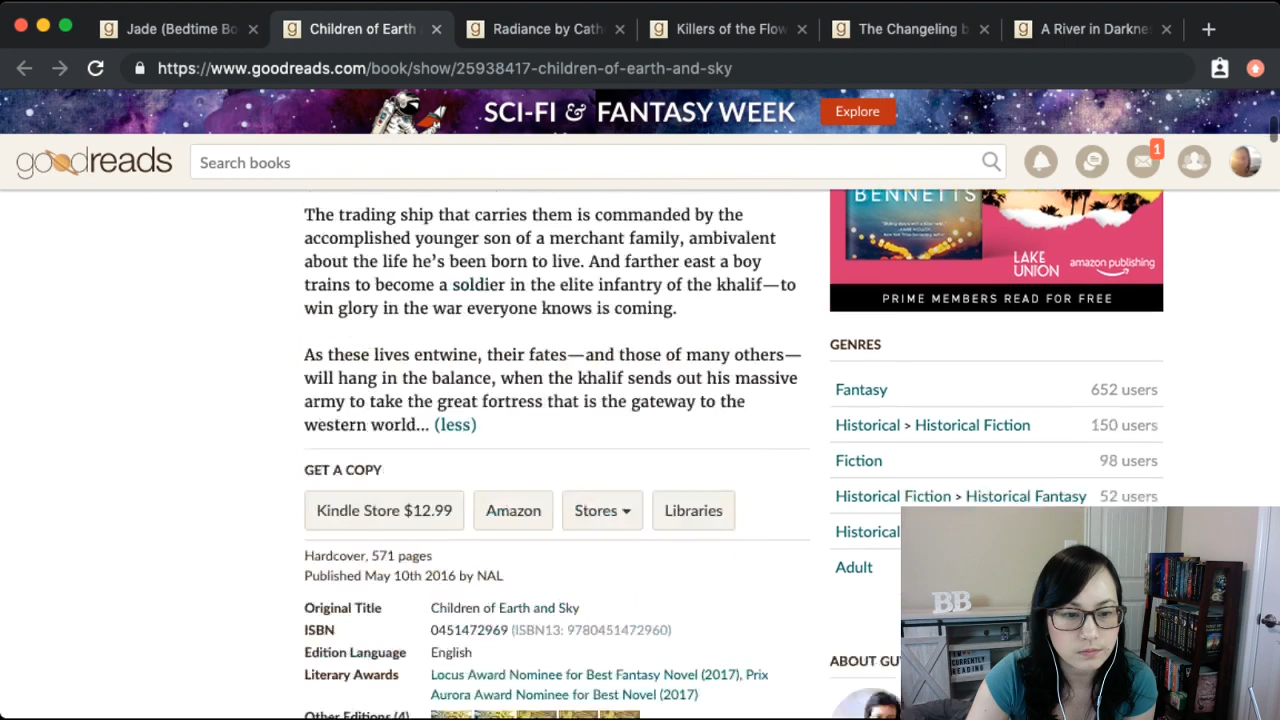 Jade (Bedtime Bo
Children of Earth
Radiance by Cath
Killers of the Flow
The Changeling b
A River in Darkne
https://www.goodreads.com/book/show/25938417-children-of-earth-and-sky
SCI-FI & FANTASY WEEK
Explore
goodreads
Search books
1
The trading ship that carries them is commanded by the
accomplished younger son of a merchant family, ambivalent
about the life he's been born to live. And farther east a boy
trains to become a soldier in the elite infantry of the khalif—to
win glory in the war everyone knows is coming.
As these lives entwine, their fates—and those of many others—
will hang in the balance, when the khalif sends out his massive
army to take the great fortress that is the gateway to the
western world... (less)
GET A COPY
Kindle Store $12.99
Amazon
Stores
Libraries
Hardcover, 571 pages
Published May 10th 2016 by NAL
Original Title Children of Earth and Sky
ISBN 0451472969 (ISBN13: 9780451472960)
Edition Language English
Literary Awards Locus Award Nominee for Best Fantasy Novel (2017), Prix
Aurora Award Nominee for Best Novel (2017)
Other Editions (4)
BENNETTS
LAKE
UNION
amazon publishing
PRIME MEMBERS READ FOR FREE
GENRES
Fantasy 652 users
Historical > Historical Fiction 150 users
Fiction 98 users
Historical Fiction > Historical Fantasy 52 users
Historical
Adult
ABOUT GU
BB
CURRENTLY
READING